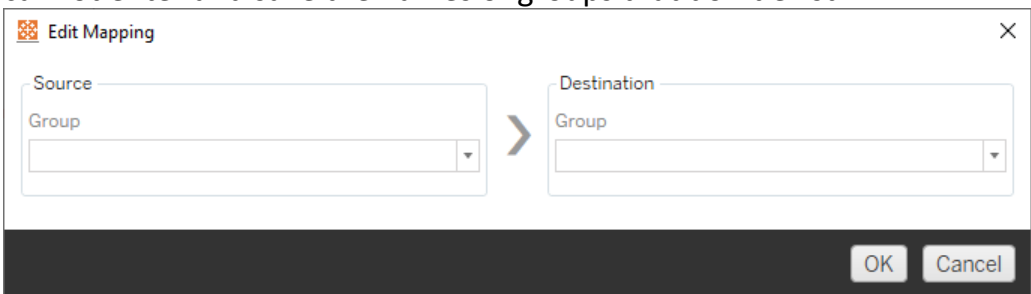 Edit Mapping
Source
Destination
Group
Group
OK
Cancel